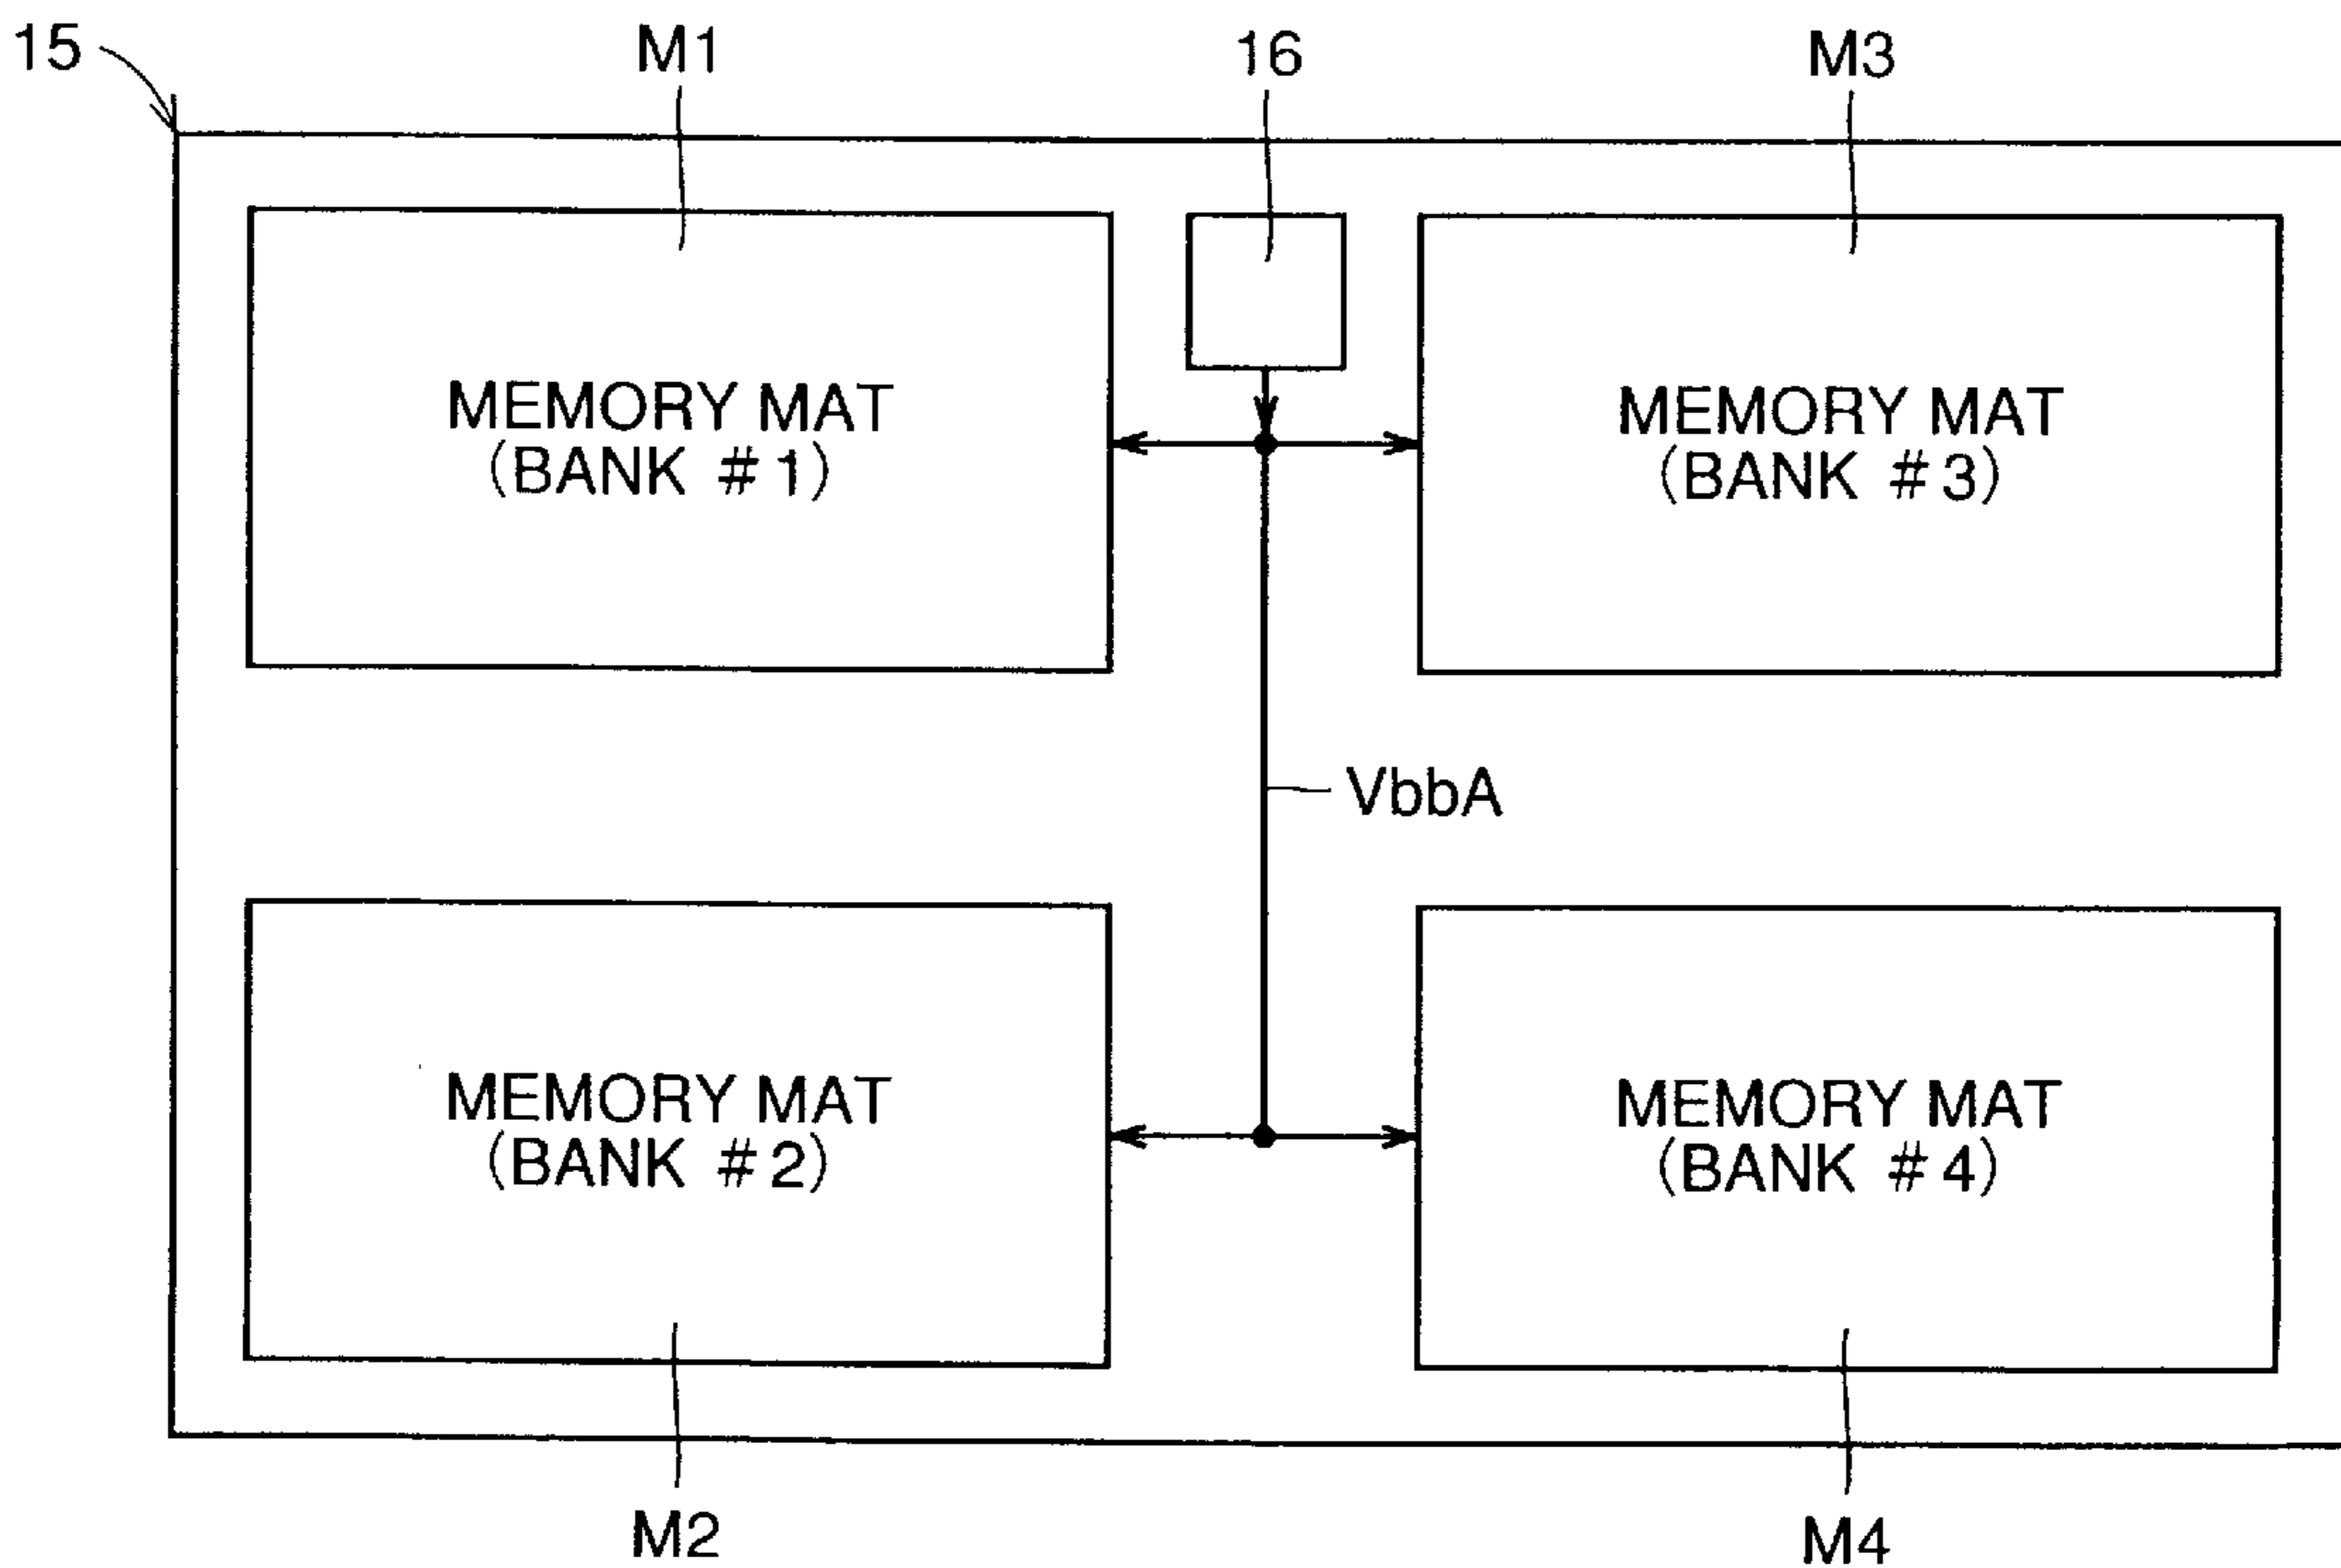 15
M1
16
M3
MEMORY MAT
(BANK #1)
MEMORY MAT
(BANK #3)
VbbA
MEMORY MAT
(BANK #2)
MEMORY MAT
(BANK #4)
M2
M4